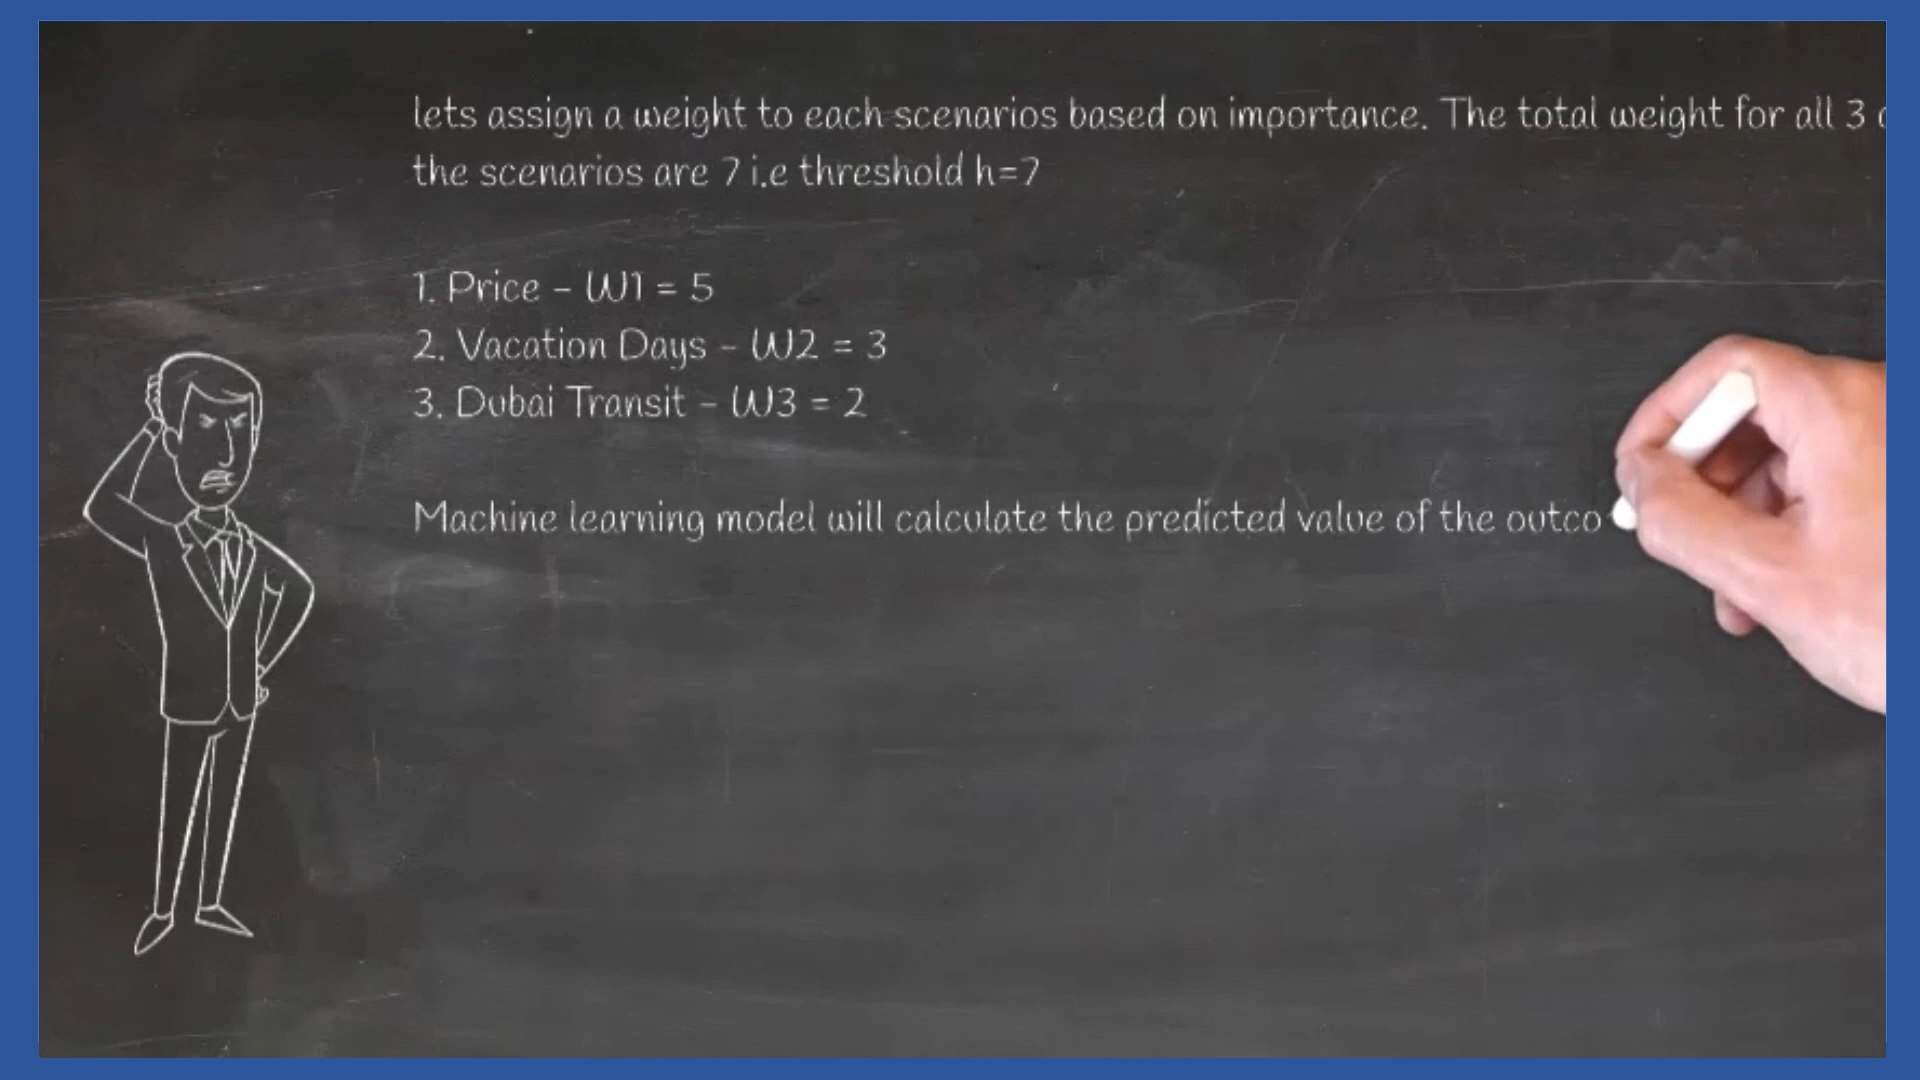 lets assign a weight to each scenarios based on importance. The total weight for all 3
the scenarios are 7 i.e threshold h=7
1. Price - W1 = 5
2. Vacation Days - W2 = 3
3. Dubai Transit - W3 = 2
Machine learning model will calculate the predicted value of the outco